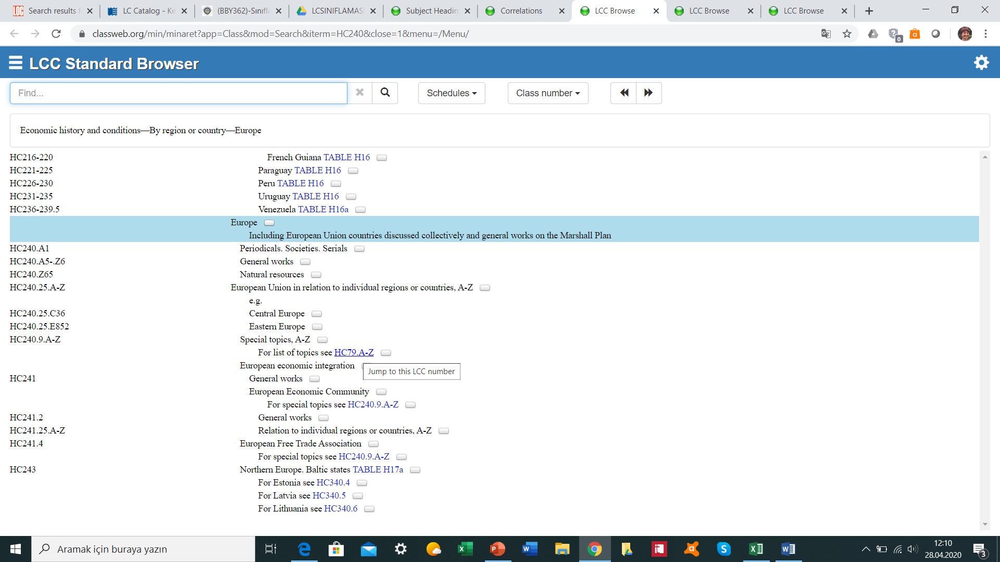 Search results f
LC Catalog - Ke
(BBY362)-Sınıfla
LCSINIFLAMAS
Subject Headin
Correlations
LCC Browse
LCC Browse
LCC Browse
classweb.org/min/minaret?app=Class&mod=Search&iterm=HC240&close=1&menu=/Menu/
0
LCC Standard Browser
Find...
Schedules
Class number
Economic history and conditions—By region or country—Europe
HC216-220 French Guiana TABLE H16
HC221-225 Paraguay TABLE H16
HC226-230 Peru TABLE H16
HC231-235 Uruguay TABLE H16
HC236-239.5 Venezuela TABLE H16a
Europe
Including European Union countries discussed collectively and general works on the Marshall Plan
HC240.A1 Periodicals. Societies. Serials
HC240.A5-.Z6 General works
HC240.Z65 Natural resources
HC240.25.A-Z European Union in relation to individual regions or countries, A-Z
e.g.
HC240.25.C36 Central Europe
HC240.25.E852 Eastern Europe
HC240.9.A-Z Special topics, A-Z
For list of topics see HC79.A-Z
European economic integration
Jump to this LCC number
HC241 General works
European Economic Community
For special topics see HC240.9.A-Z
HC241.2 General works
HC241.25.A-Z Relation to individual regions or countries, A-Z
HC241.4 European Free Trade Association
For special topics see HC240.9.A-Z
HC243 Northern Europe. Baltic states TABLE H17a
For Estonia see HC340.4
For Latvia see HC340.5
For Lithuania see HC340.6
Aramak için buraya yazın
12:10
28.04.2020
3